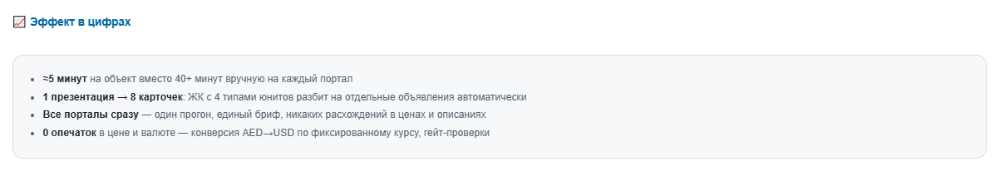 📈 Эффект в цифрах
• ≈5 минут на объект вместо 40+ минут вручную на каждый портал
• 1 презентация → 8 карточек: ЖК с 4 типами юнитов разбит на отдельные объявления автоматически
• Все порталы сразу — один прогон, единый бриф, никаких расхождений в ценах и описаниях
• 0 опечаток в цене и валюте — конверсия AED→USD по фиксированному курсу, гейт-проверки